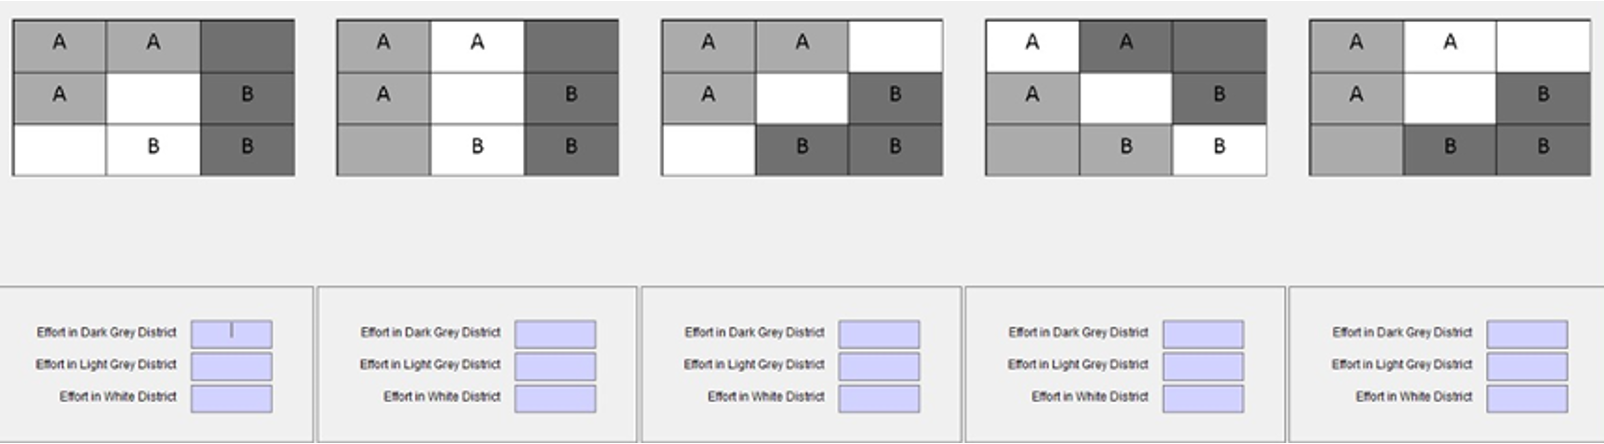 A A A A A A A A
A B A B A B A B A B
B B B B B B B B B B
Effort in Dark Grey District Effort in Dark Grey District Effort in Dark Grey District Effort in Dark Grey District Effort in Dark Grey District
Effort in Light Grey District Effort in Light Grey District Effort in Light Grey District Effort in Light Grey District Effort in Light Grey District
Effort in White District Effort in White District Effort in White District Effort in White District Effort in White District